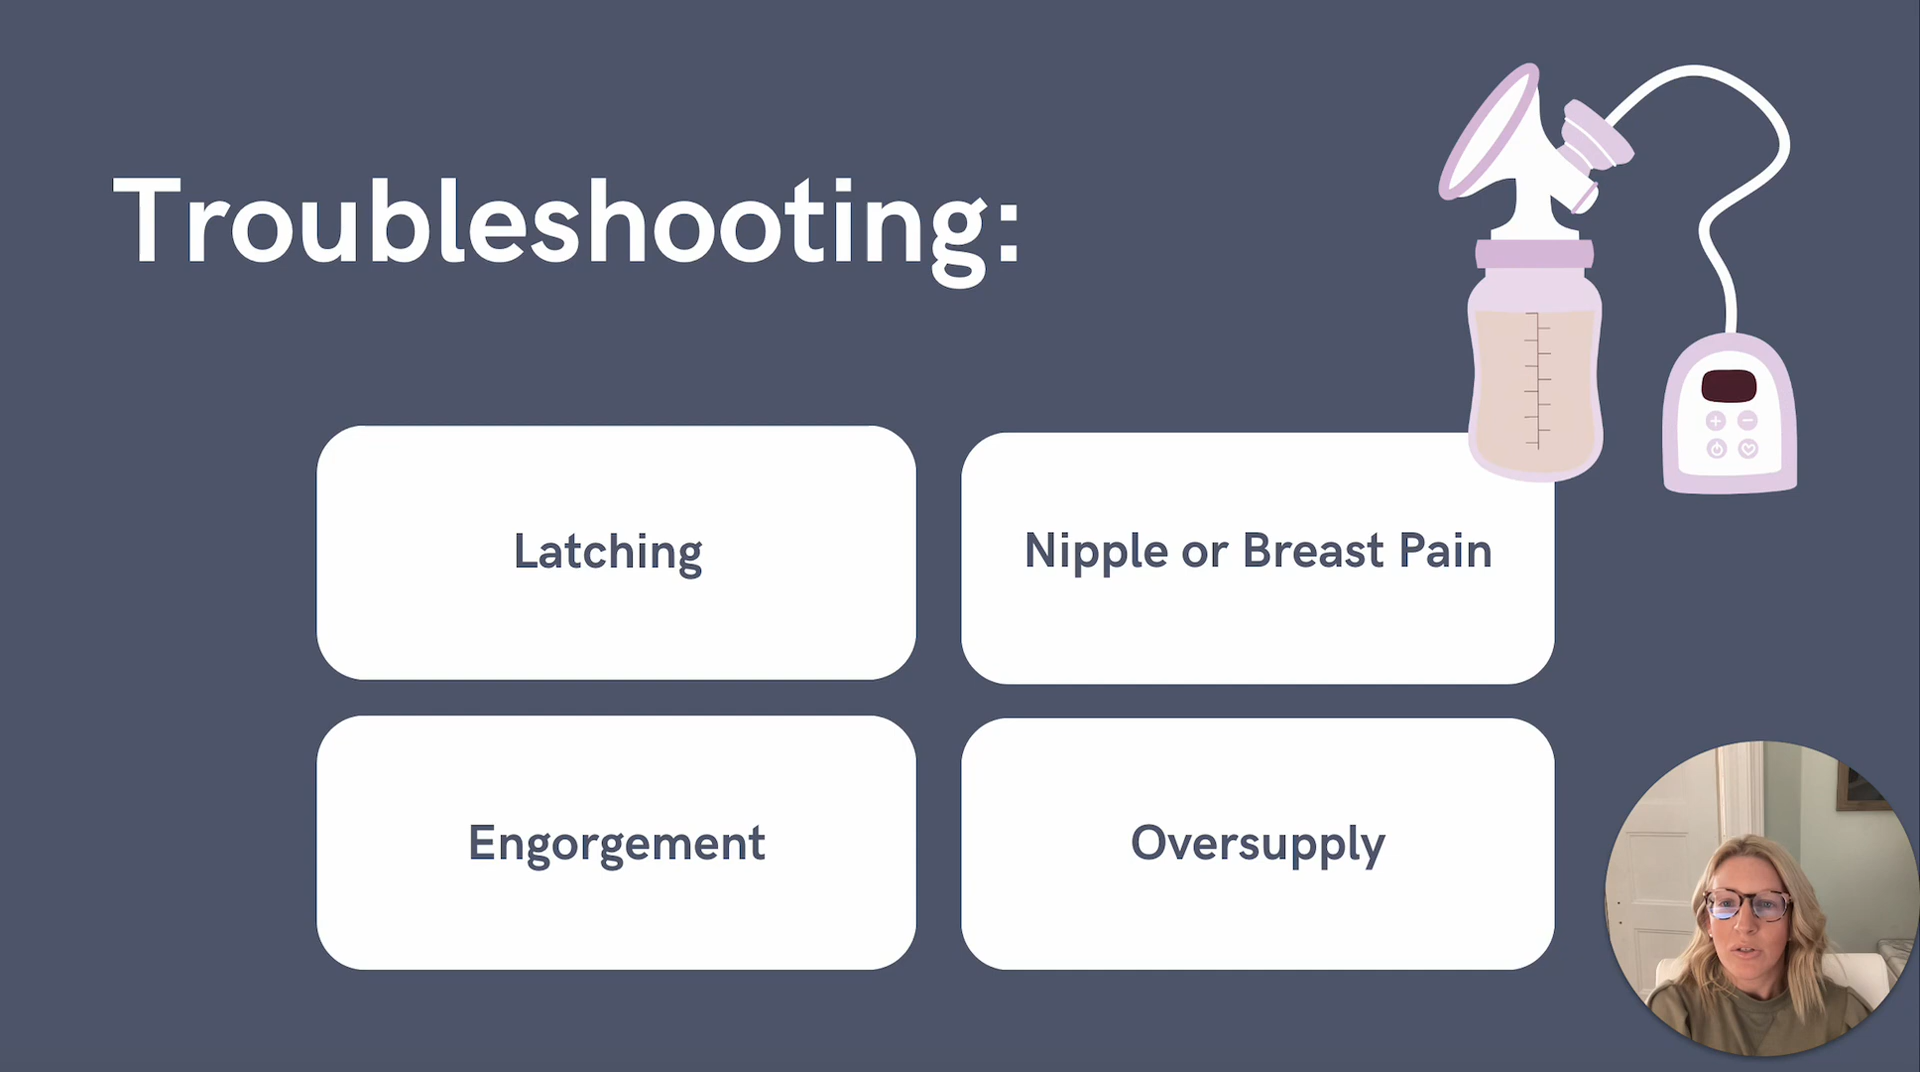 Troubleshooting:
Latching
Nipple or Breast Pain
Engorgement
Oversupply